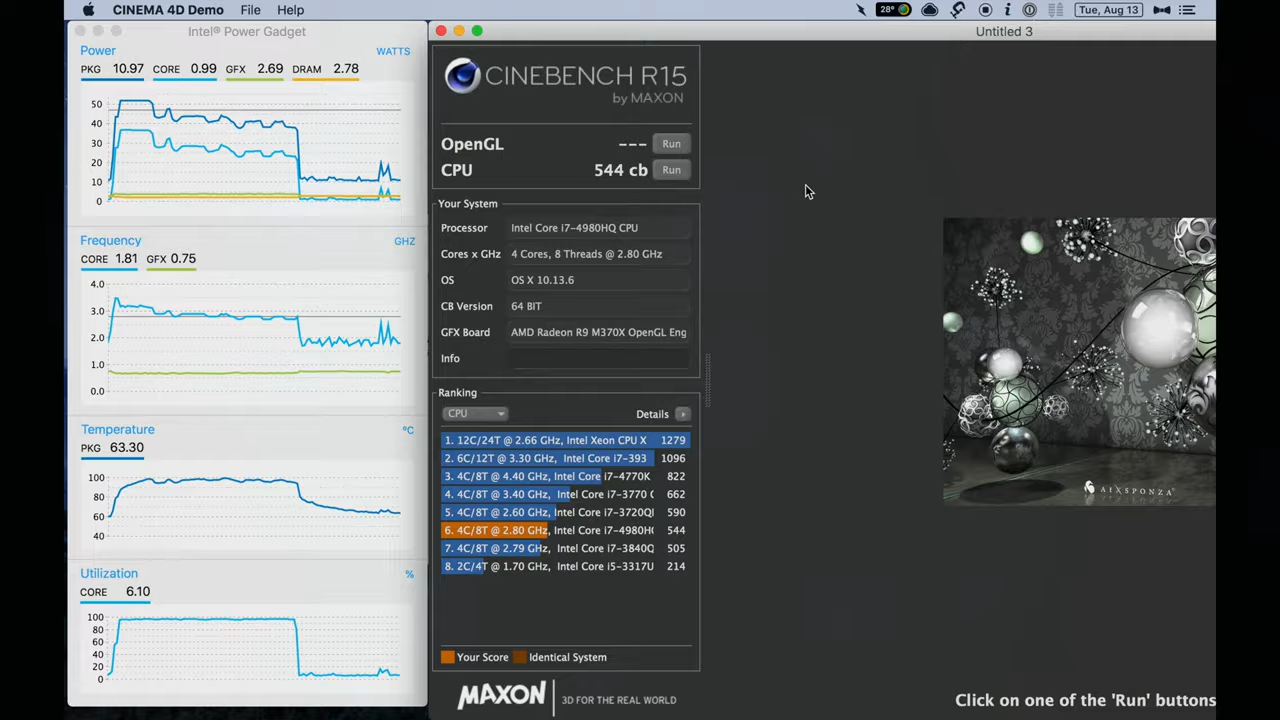 CINEMA 4D Demo File Help
28° Tue, Aug 13
Intel® Power Gadget
Power WATTS
PKG 10.97 CORE 0.99 GFX 2.69 DRAM 2.78
50
40
30
20
10
0
Frequency GHZ
CORE 1.81 GFX 0.75
4.0
3.0
2.0
1.0
0.0
Temperature °C
PKG 63.30
100
80
60
40
Utilization %
CORE 6.10
100
80
60
40
20
0
Untitled 3
CINEBENCH R15
by MAXON
OpenGL --- Run
CPU 544 cb Run
Your System
Processor Intel Core i7-4980HQ CPU
Cores x GHz 4 Cores, 8 Threads @ 2.80 GHz
OS OS X 10.13.6
CB Version 64 BIT
GFX Board AMD Radeon R9 M370X OpenGL Eng
Info
Ranking
CPU Details
1. 12C/24T @ 2.66 GHz, Intel Xeon CPU X 1279
2. 6C/12T @ 3.30 GHz, Intel Core i7-393 1096
3. 4C/8T @ 4.40 GHz, Intel Core i7-4770K 822
4. 4C/8T @ 3.40 GHz, Intel Core i7-3770 662
5. 4C/8T @ 2.60 GHz, Intel Core i7-3720Q 590
6. 4C/8T @ 2.80 GHz, Intel Core i7-4980H 544
7. 4C/8T @ 2.79 GHz, Intel Core i7-3840Q 505
8. 2C/4T @ 1.70 GHz, Intel Core i5-3317U 214
Your Score Identical System
MAXON 3D FOR THE REAL WORLD
AIXSPONZA
Click on one of the 'Run' buttons